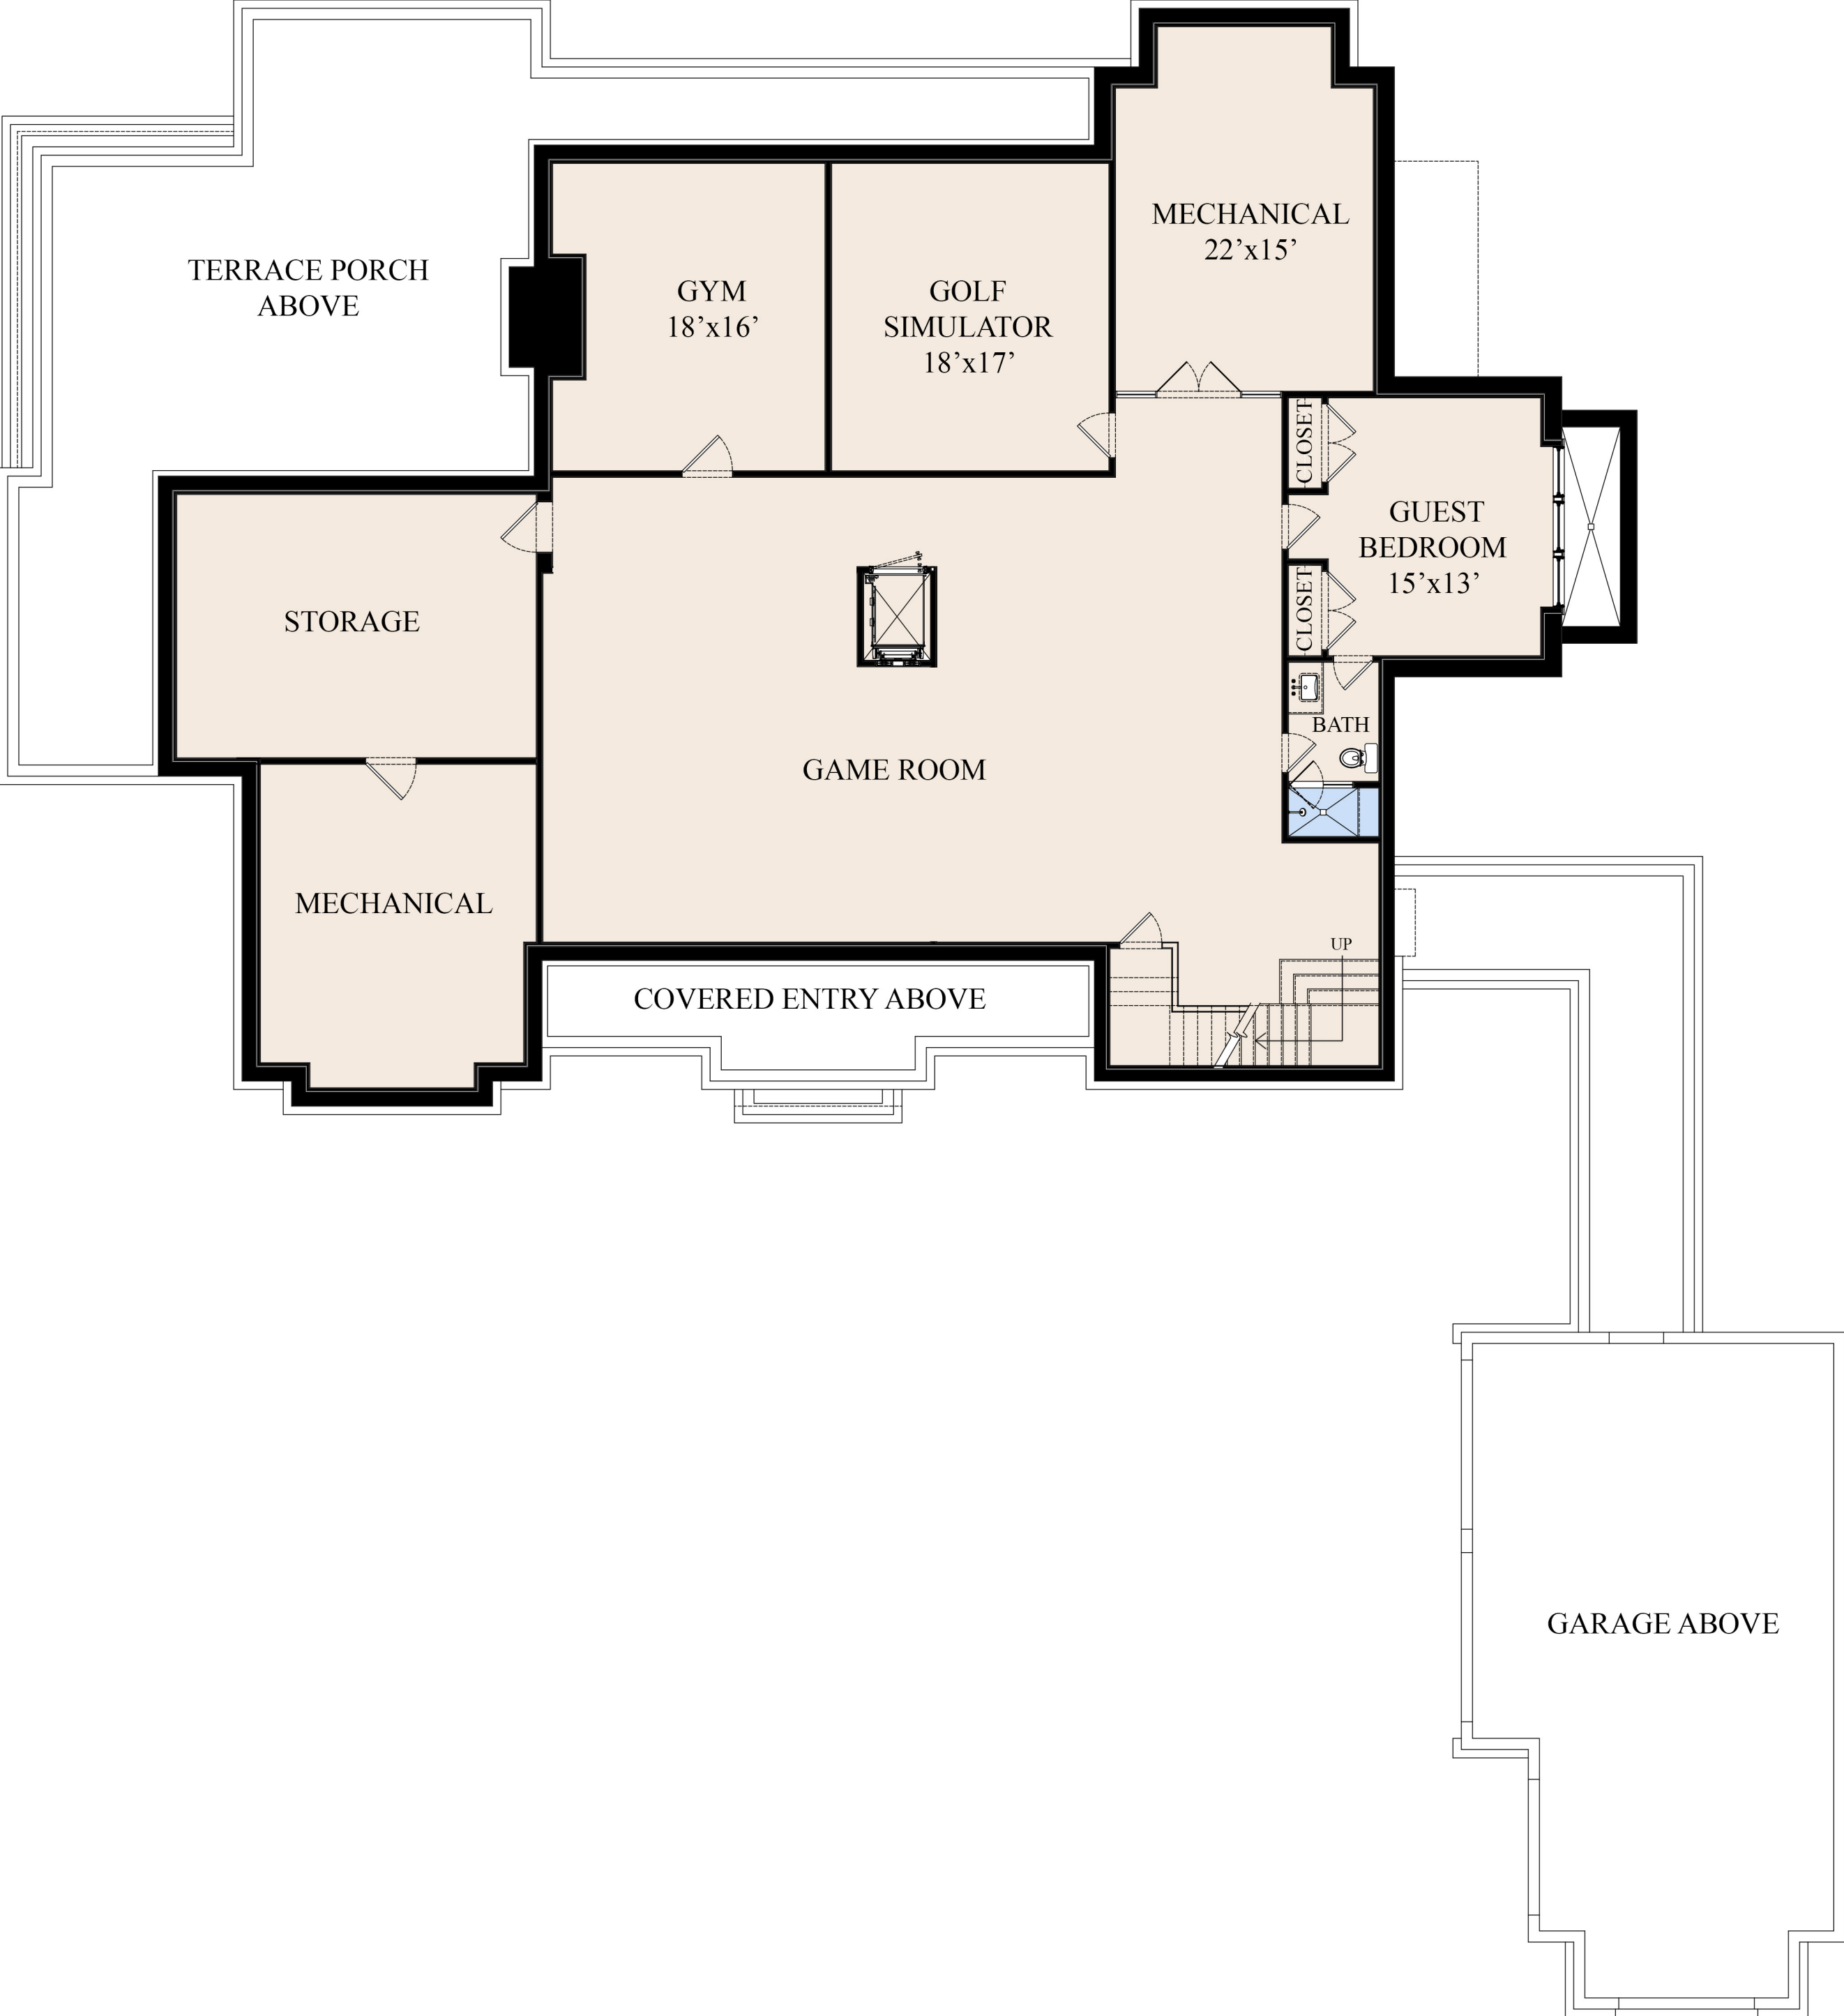 MECHANICAL
22’x15’
TERRACE PORCH
ABOVE
GYM
18’x16’
GOLF
SIMULATOR
18’x17’
CLOSET
GUEST
BEDROOM
15’x13’
CLOSET
STORAGE
BATH
GAME ROOM
MECHANICAL
UP
COVERED ENTRY ABOVE
GARAGE ABOVE